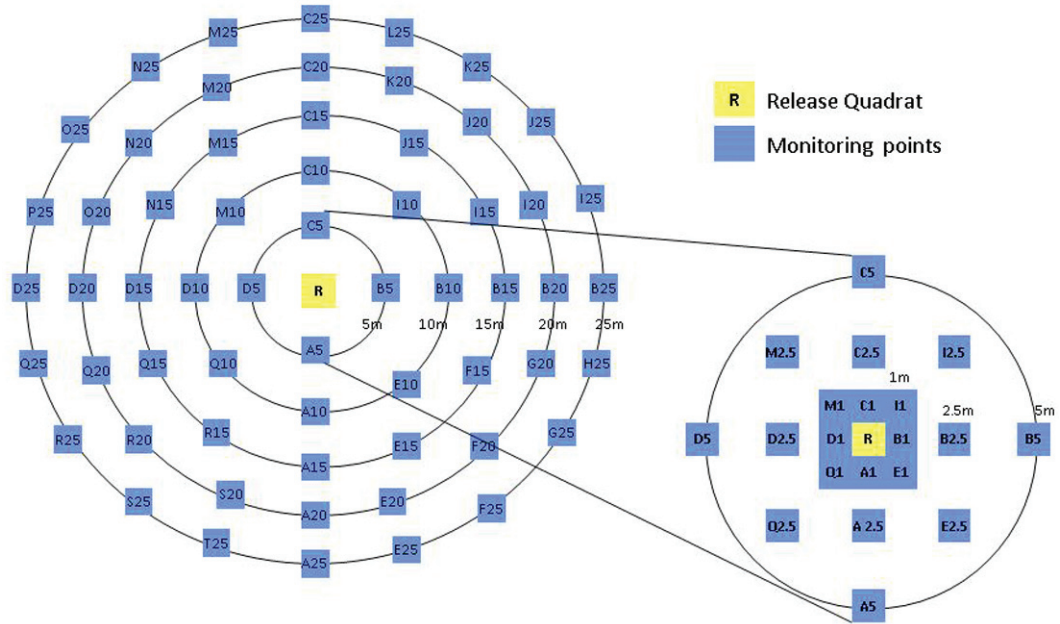 C25
M25
L25
N25
C20
K25
M20
K20
O25
N20
M15
C15
J15
J20
J25
C10
P25
O20
N15
M10
I10
I15
I20
I25
C5
D25
D20
D15
D10
D5
R
B5
B10
B15
B20
B25
5m
10m
15m
20m
25m
A5
Q25
Q20
Q15
Q10
E10
F15
G20
H25
A10
R25
R20
R15
E15
F20
G25
A15
S25
S20
A20
E20
F25
T25
A25
E25
R Release Quadrat
Monitoring points
C5
M2.5 C2.5 I2.5
1m
M1 C1 I1
2.5m 5m
D5 D2.5 D1 R B1 B2.5 B5
Q1 A1 E1
Q2.5 A 2.5 E2.5
A5